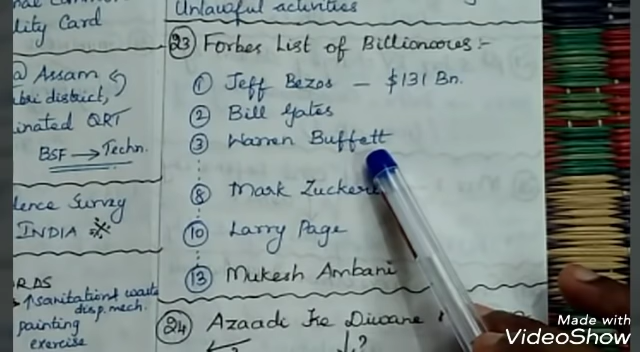 Unlawful activities
lity Card
23 Forbes List of Billionaires :-
① Jeff Bezos — $131 Bn.
② Bill Gates
③ Warren Buffett
⑧ Mark Zucker
⑩ Larry Page
⑬ Mukesh Ambani
24 Azaadi Ke Diwane
@ Assam
district,
inated QRT
BSF → Techn.
lence Survey
INDIA
RDS
↑ sanitation & waste
disp. mech.
painting
exercise
Made with
VideoShow